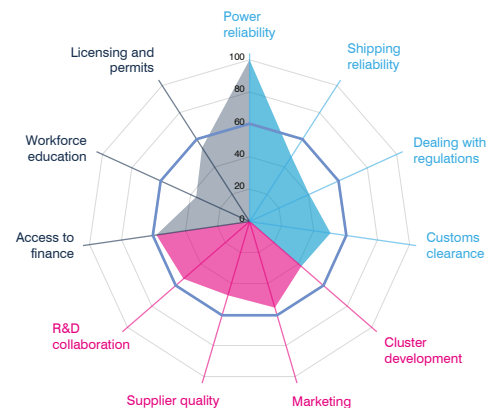 Power
reliability
Licensing and
permits
Shipping
reliability
100
80
60
40
20
0
Workforce
education
Dealing with
regulations
Access to
finance
Customs
clearance
R&D
collaboration
Cluster
development
Supplier quality
Marketing